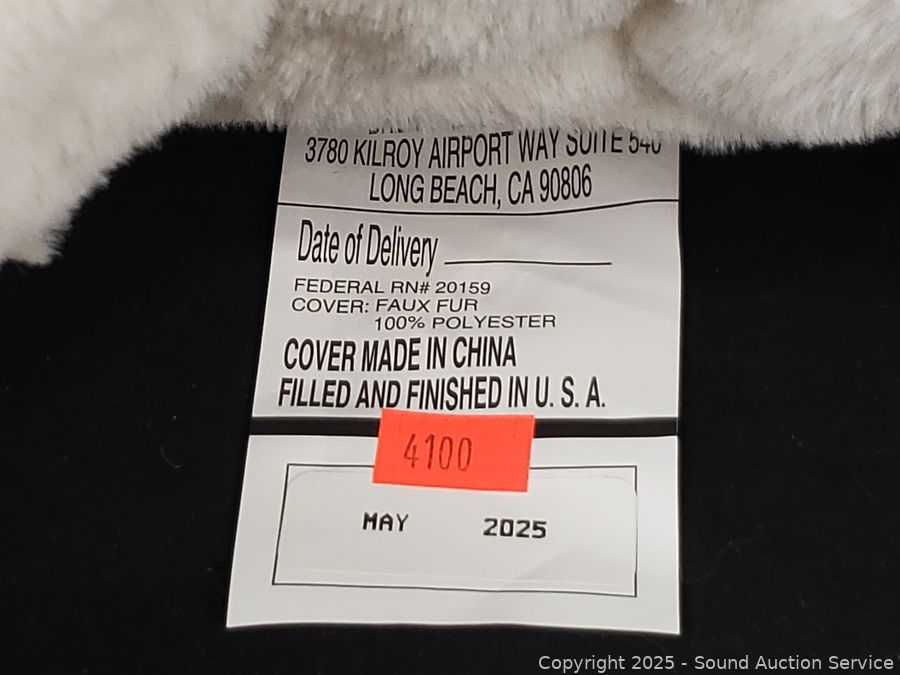 3780 KILROY AIRPORT WAY SUITE 540
LONG BEACH, CA 90806
Date of Delivery
FEDERAL RN# 20159
COVER: FAUX FUR
100% POLYESTER
COVER MADE IN CHINA
FILLED AND FINISHED IN U. S. A.
4100
MAY 2025
Copyright 2025 - Sound Auction Service